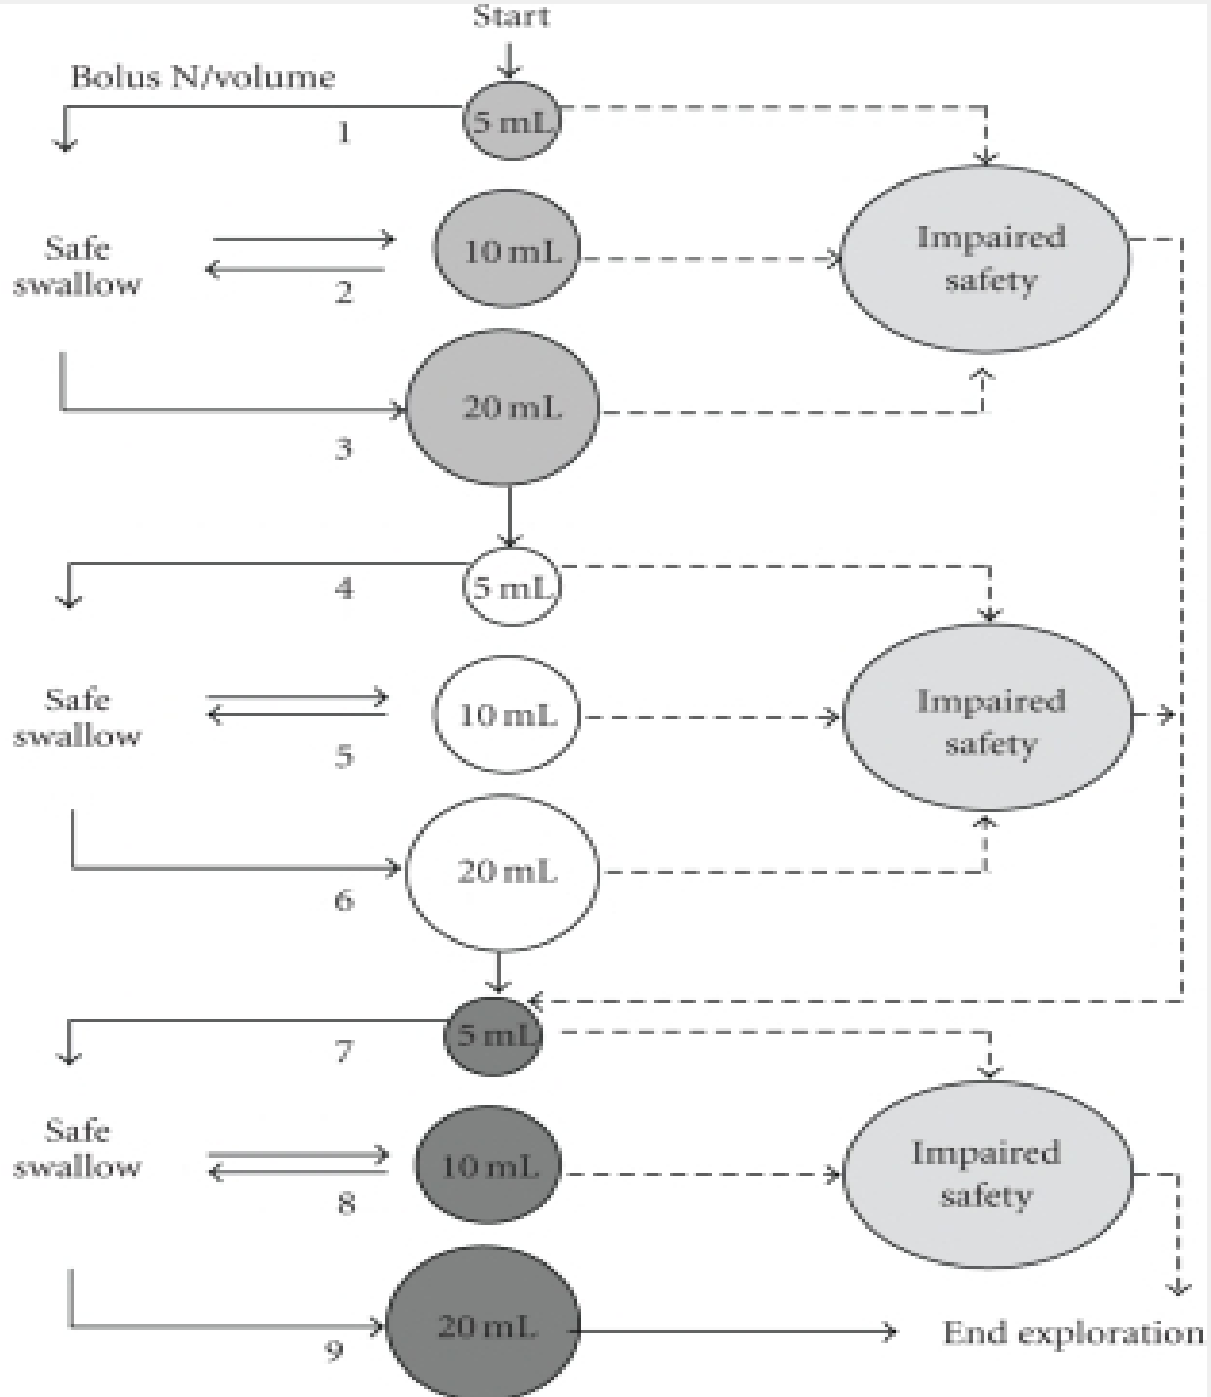 Start
Bolus N/volume
1
5 mL
Safe
swallow
2
10 mL
Impaired
safety
3
20 mL
4
5 mL
Safe
swallow
5
10 mL
Impaired
safety
6
20 mL
7
5 mL
Safe
swallow
8
10 mL
Impaired
safety
9
20 mL
End exploration